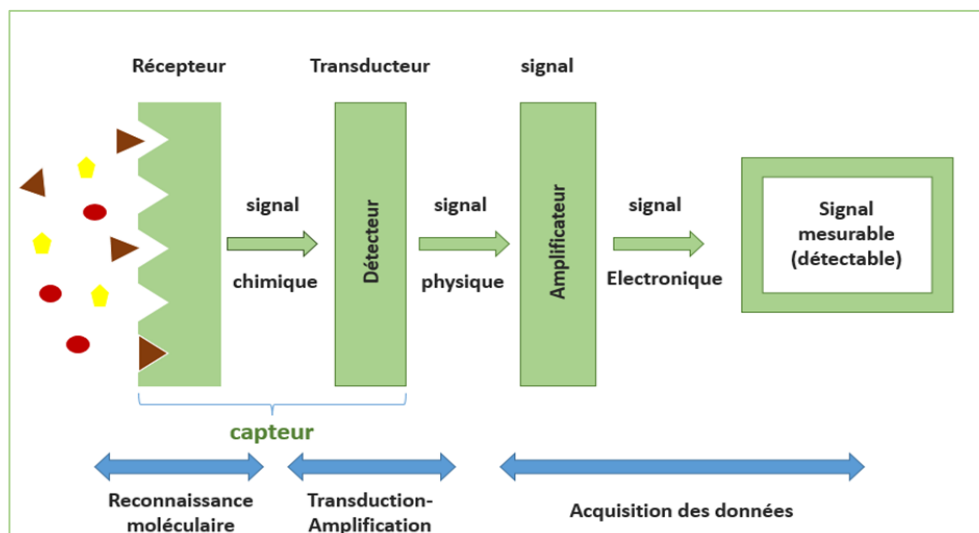 Récepteur
Transducteur
signal
signal
chimique
Détecteur
signal
physique
Amplificateur
signal
Electronique
Signal
mesurable
(détectable)
capteur
Reconnaissance
moléculaire
Transduction-
Amplification
Acquisition des données